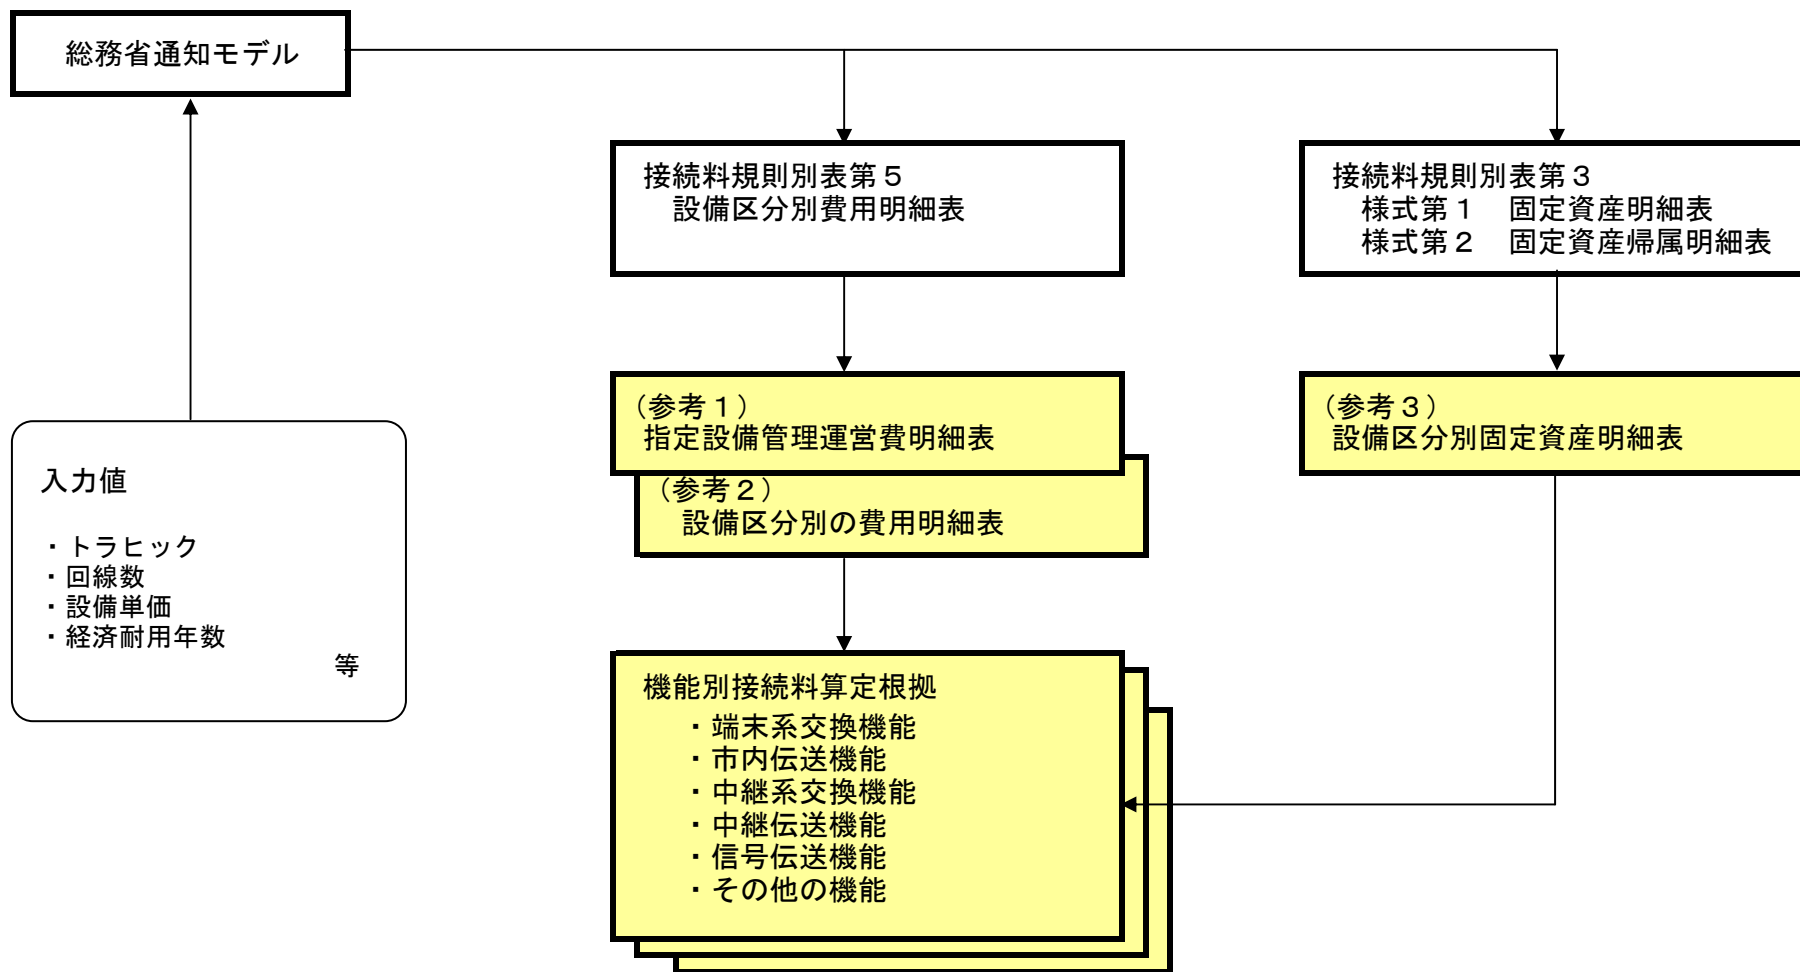 総務省通知モデル
接続料規則別表第５
設備区分別費用明細表
接続料規則別表第３
様式第１　固定資産明細表
様式第２　固定資産帰属明細表
（参考１）
指定設備管理運営費明細表
（参考２）
設備区分別の費用明細表
（参考３）
設備区分別固定資産明細表
入力値
・トラヒック
・回線数
・設備単価
・経済耐用年数
等
機能別接続料算定根拠
・端末系交換機能
・市内伝送機能
・中継系交換機能
・中継伝送機能
・信号伝送機能
・その他の機能